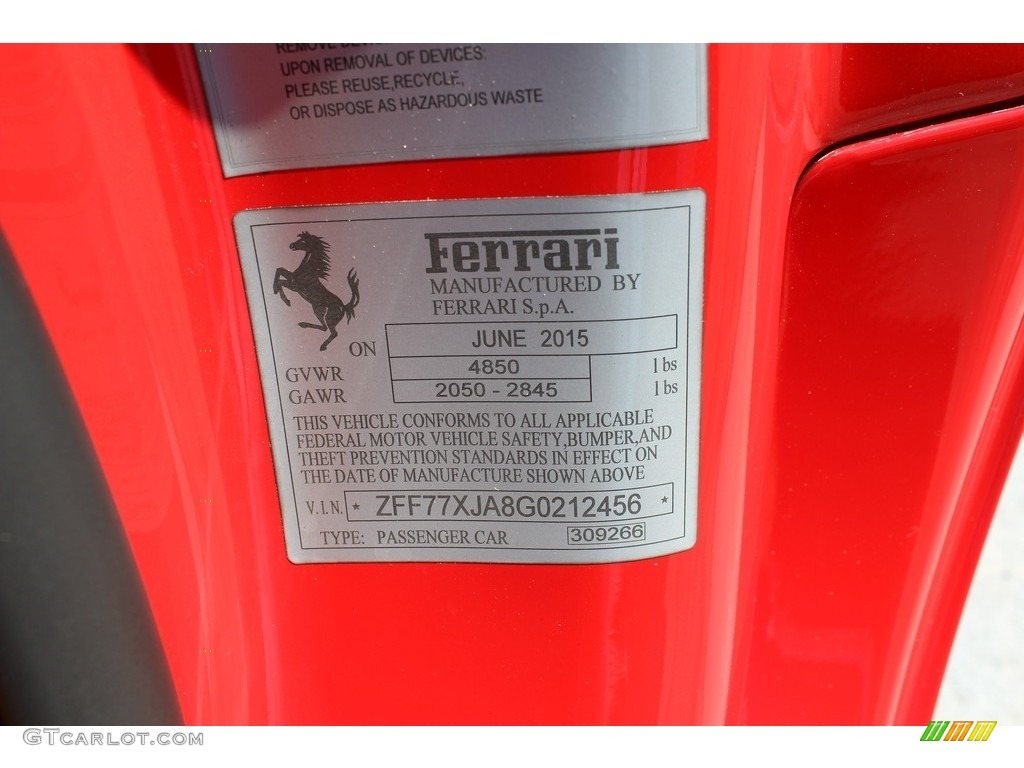 UPON REMOVAL OF DEVICES:
PLEASE REUSE,RECYCLE,
OR DISPOSE AS HAZARDOUS WASTE
Ferrari
MANUFACTURED BY
FERRARI S.p.A.
ON JUNE 2015
GVWR 4850 lbs
GAWR 2050 - 2845 lbs
THIS VEHICLE CONFORMS TO ALL APPLICABLE
FEDERAL MOTOR VEHICLE SAFETY,BUMPER,AND
THEFT PREVENTION STANDARDS IN EFFECT ON
THE DATE OF MANUFACTURE SHOWN ABOVE
V.I.N. * ZFF77XJA8G0212456 *
TYPE: PASSENGER CAR 309266
GTCARLOT.COM